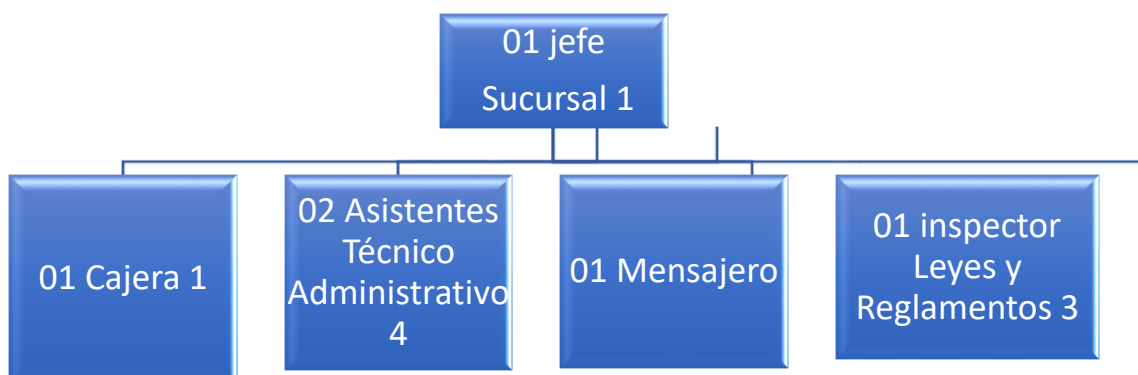 01 jefe
Sucursal 1
01 Cajera 1
02 Asistentes
Técnico
Administrativo
4
01 Mensajero
01 inspector
Leyes y
Reglamentos 3